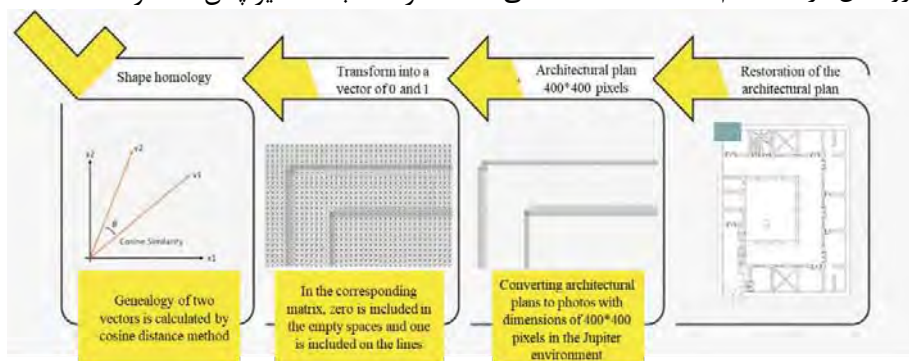 Shape homology
Transform into a
vector of 0 and 1
Architectural plan
400*400 pixels
Restoration of the
architectural plan
x2
v2
v1
θ
Cosine Similarity
x1
Genealogy of two
vectors is calculated by
cosine distance method
In the corresponding
matrix, zero is included in
the empty spaces and one
is included on the lines
Converting architectural
plans to photos with
dimensions of 400*400
pixels in the Jupiter
environment